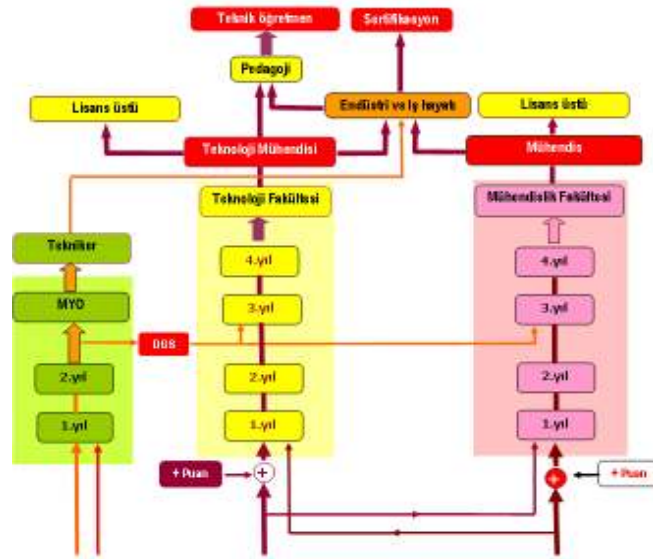 Teknik öğretmen
Sertifikasyon
Pedagoji
Lisans üstü
Endüstri ve İş hayatı
Lisans üstü
Teknoloji Mühendisi
Mühendis
Teknoloji Fakültesi
Mühendislik Fakültesi
Tekniker
4.yıl
4.yıl
MYO
3.yıl
3.yıl
DGS
2.yıl
2.yıl
2.yıl
1.yıl
1.yıl
1.yıl
+ Puan
+
+
+ Puan